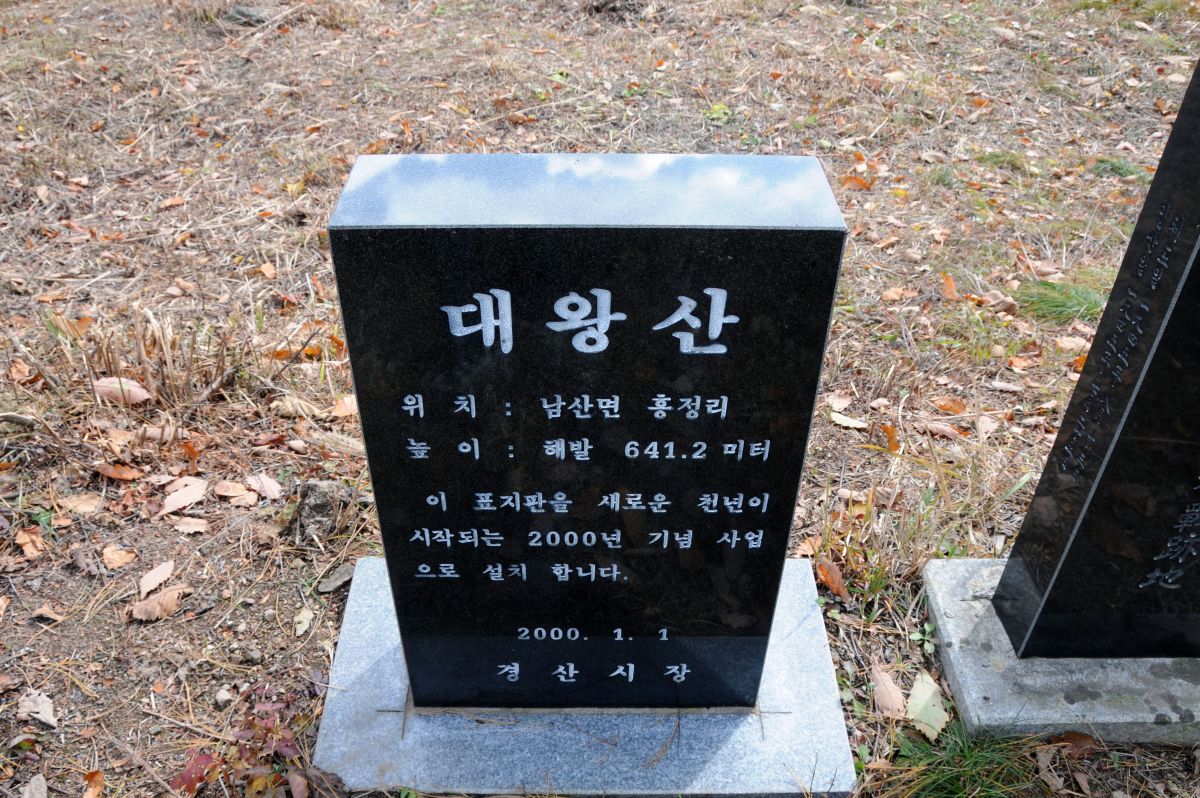 대왕산
위 치 : 남산면 흥정리
높 이 : 해발 641.2 미터
이 표지판을 새로운 천년이
시작되는 2000년 기념 사업
으로 설치 합니다.
2000. 1. 1
경 산 시 장